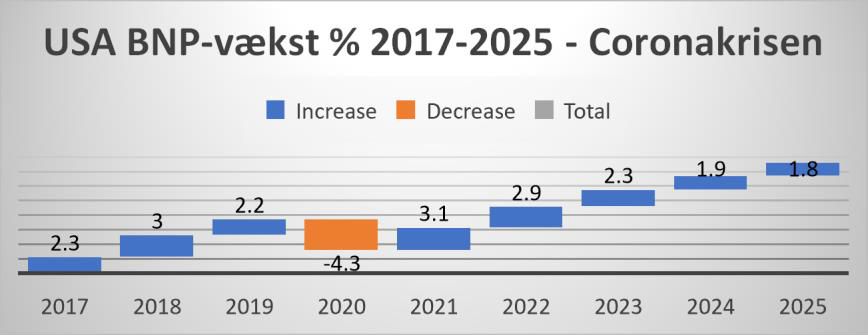 USA BNP-vækst % 2017-2025 - Coronakrisen
Increase Decrease Total
2.3 3 2.2 -4.3 3.1 2.9 2.3 1.9 1.8
2017 2018 2019 2020 2021 2022 2023 2024 2025